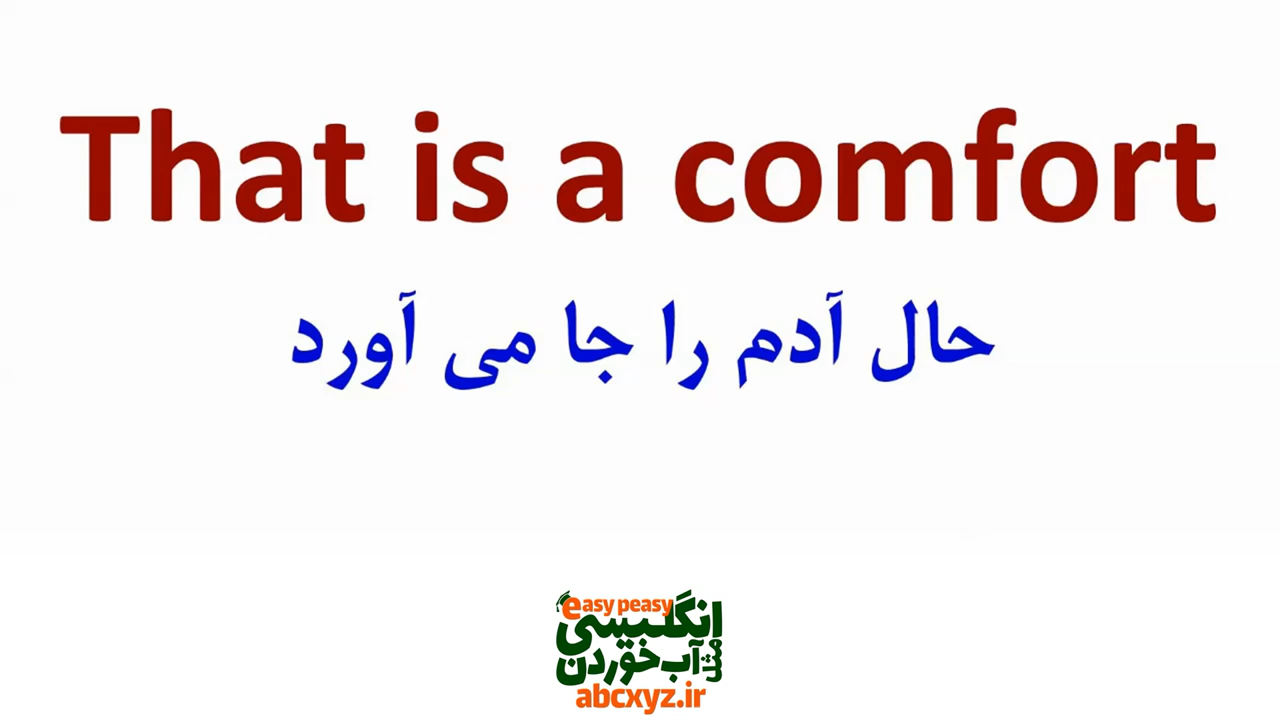 That is a comfort
حال آدم را جا می آورد
easy peasy
انگلیسی
مثل آب خوردن
abcxyz.ir